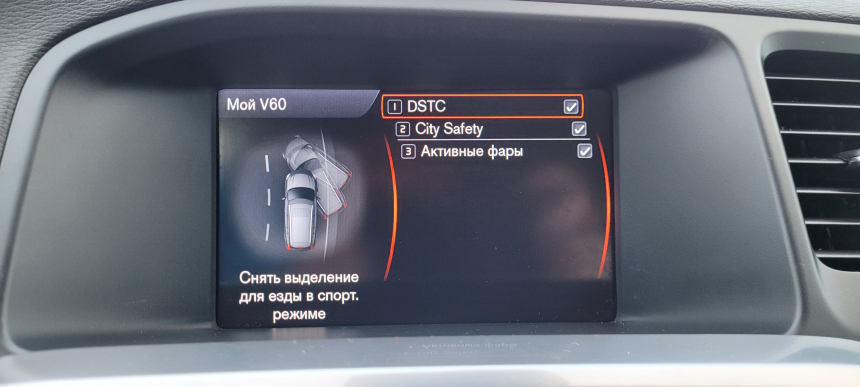 Мой V60
1 DSTC
2 City Safety
3 Активные фары
Снять выделение
для езды в спорт.
режиме